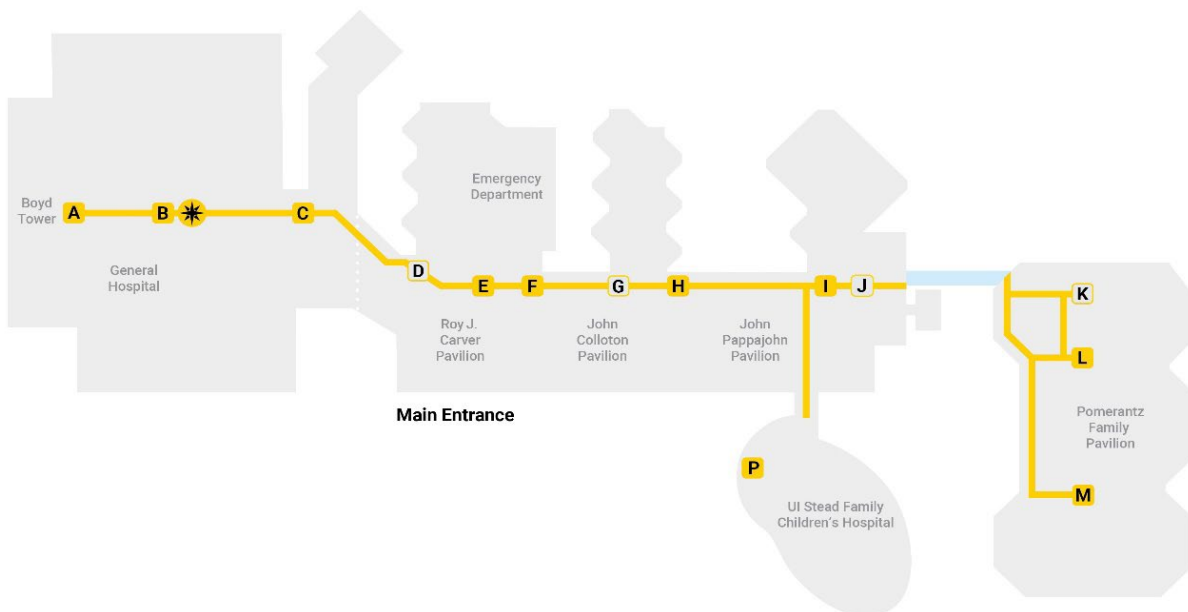 Emergency
Department
Boyd
Tower
A
B
C
General
Hospital
D
E
F
G
H
I
J
K
L
M
Roy J.
Carver
Pavilion
John
Colloton
Pavilion
John
Pappajohn
Pavilion
Main Entrance
Pomerantz
Family
Pavilion
P
UI Stead Family
Children's Hospital